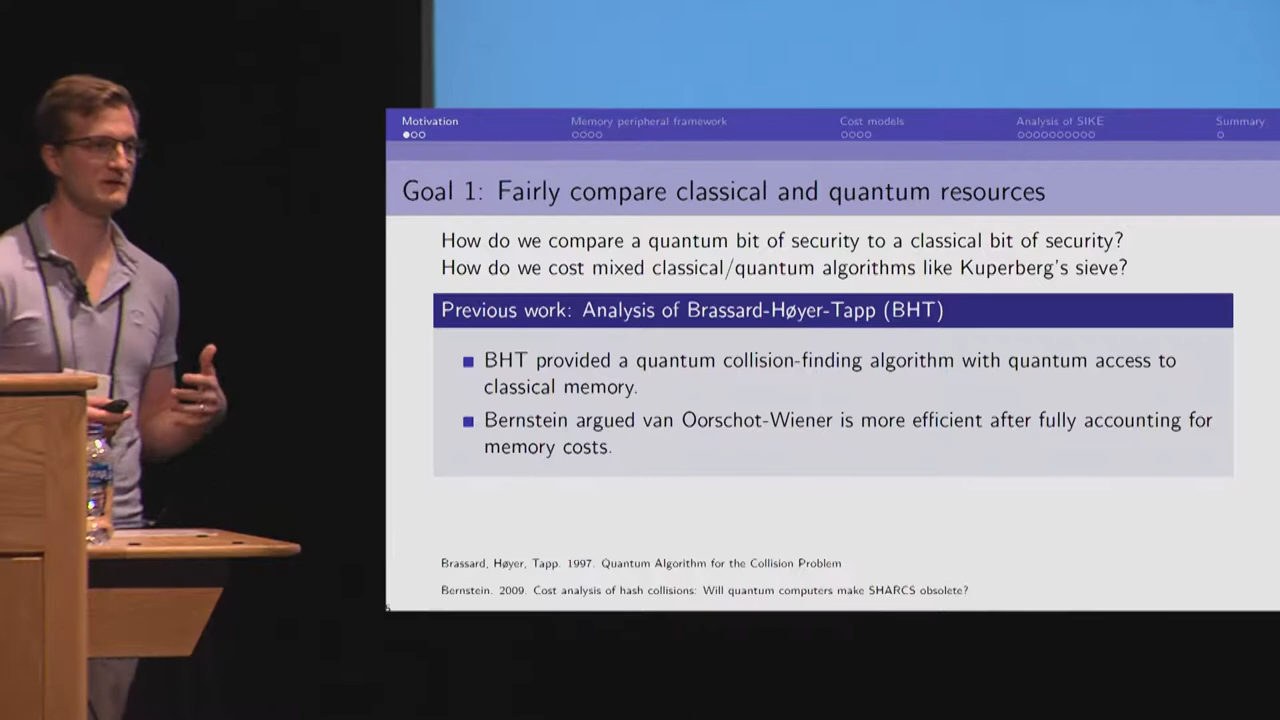 Motivation
Memory peripheral framework
Cost models
Analysis of SIKE
Summary
Goal 1: Fairly compare classical and quantum resources
How do we compare a quantum bit of security to a classical bit of security?
How do we cost mixed classical/quantum algorithms like Kuperberg's sieve?
Previous work: Analysis of Brassard-Høyer-Tapp (BHT)
BHT provided a quantum collision-finding algorithm with quantum access to
classical memory.
Bernstein argued van Oorschot-Wiener is more efficient after fully accounting for
memory costs.
Brassard, Høyer, Tapp. 1997. Quantum Algorithm for the Collision Problem
Bernstein. 2009. Cost analysis of hash collisions: Will quantum computers make SHARCS obsolete?